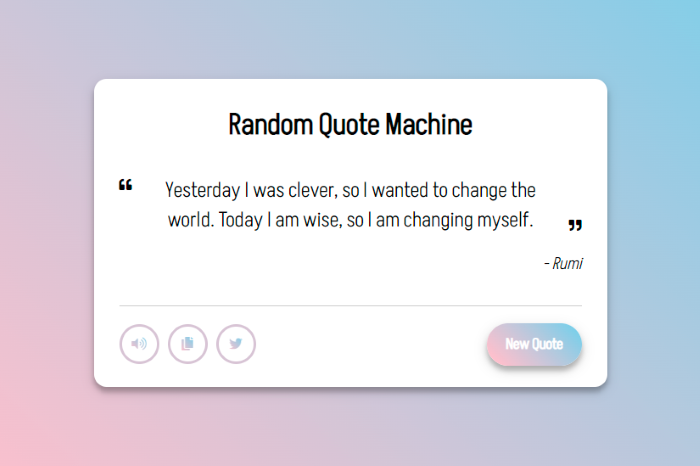 Random Quote Machine
“ Yesterday I was clever, so I wanted to change the
world. Today I am wise, so I am changing myself. ”
- Rumi
New Quote